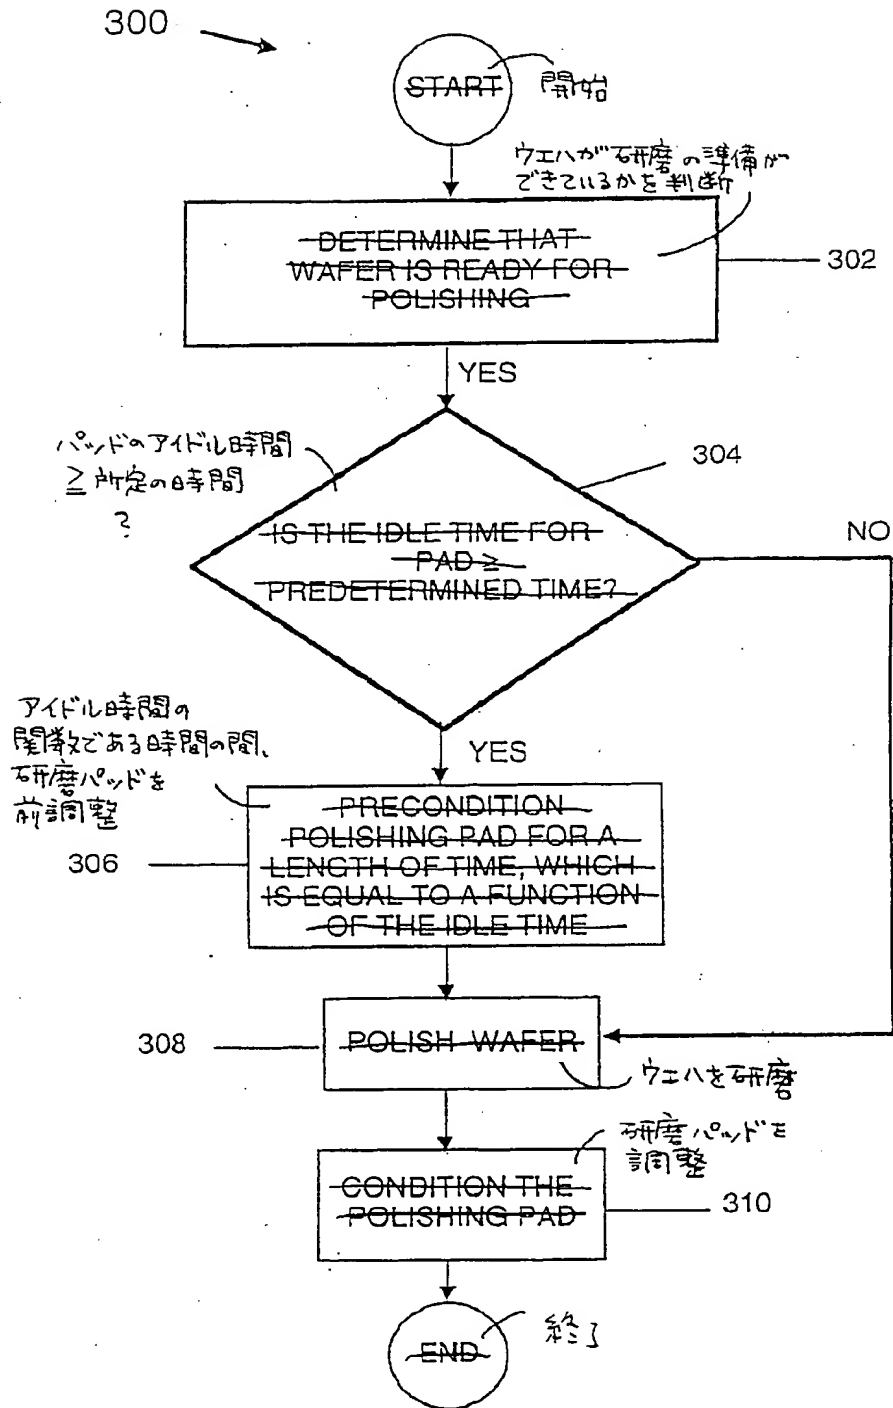 300
START
開始
ウエハが研磨の準備が
できているかを判断
DETERMINE THAT
WAFER IS READY FOR
POLISHING
302
YES
パッドのアイドル時間
≧所定の時間
?
304
IS THE IDLE TIME FOR
PAD ≥
PREDETERMINED TIME?
NO
アイドル時間の
関数である時間の間、
研磨パッドを
前調整
YES
PRECONDITION
POLISHING PAD FOR A
LENGTH OF TIME, WHICH
IS EQUAL TO A FUNCTION
OF THE IDLE TIME
306
308
POLISH WAFER
ウエハを研磨
研磨パッドを
調整
CONDITION THE
POLISHING PAD
310
END
終了